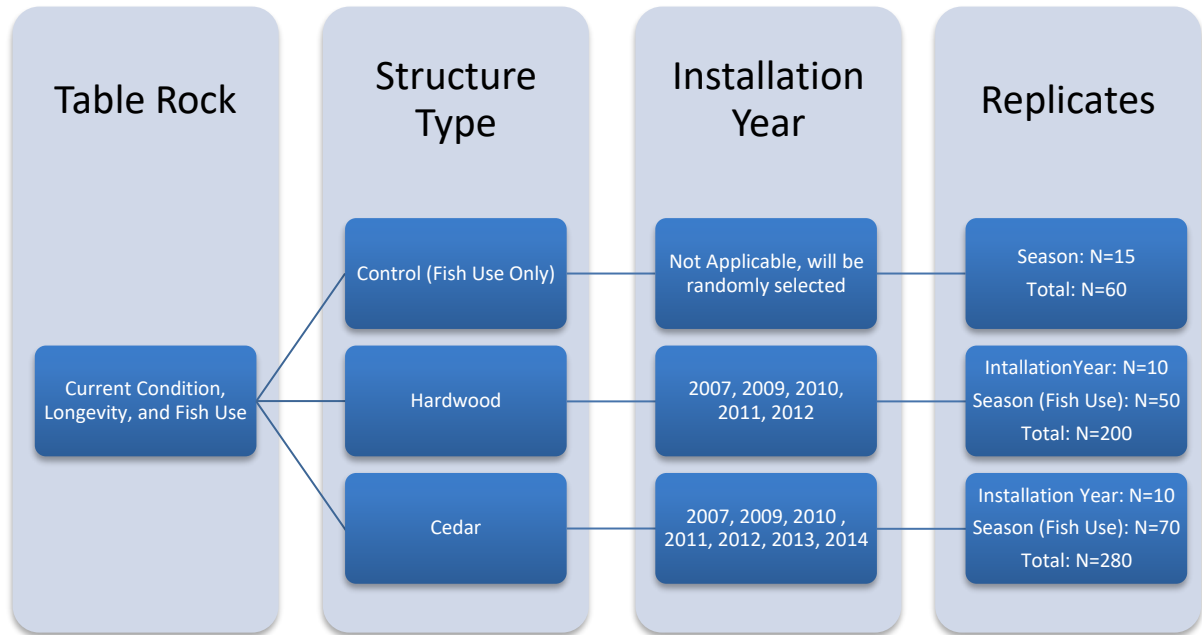 Table Rock
Structure
Type
Installation
Year
Replicates
Current Condition,
Longevity, and Fish Use
Control (Fish Use Only)
Not Applicable, will be
randomly selected
Season: N=15
Total: N=60
Hardwood
2007, 2009, 2010,
2011, 2012
IntallationYear: N=10
Season (Fish Use): N=50
Total: N=200
Cedar
2007, 2009, 2010 ,
2011, 2012, 2013, 2014
Installation Year: N=10
Season (Fish Use): N=70
Total: N=280